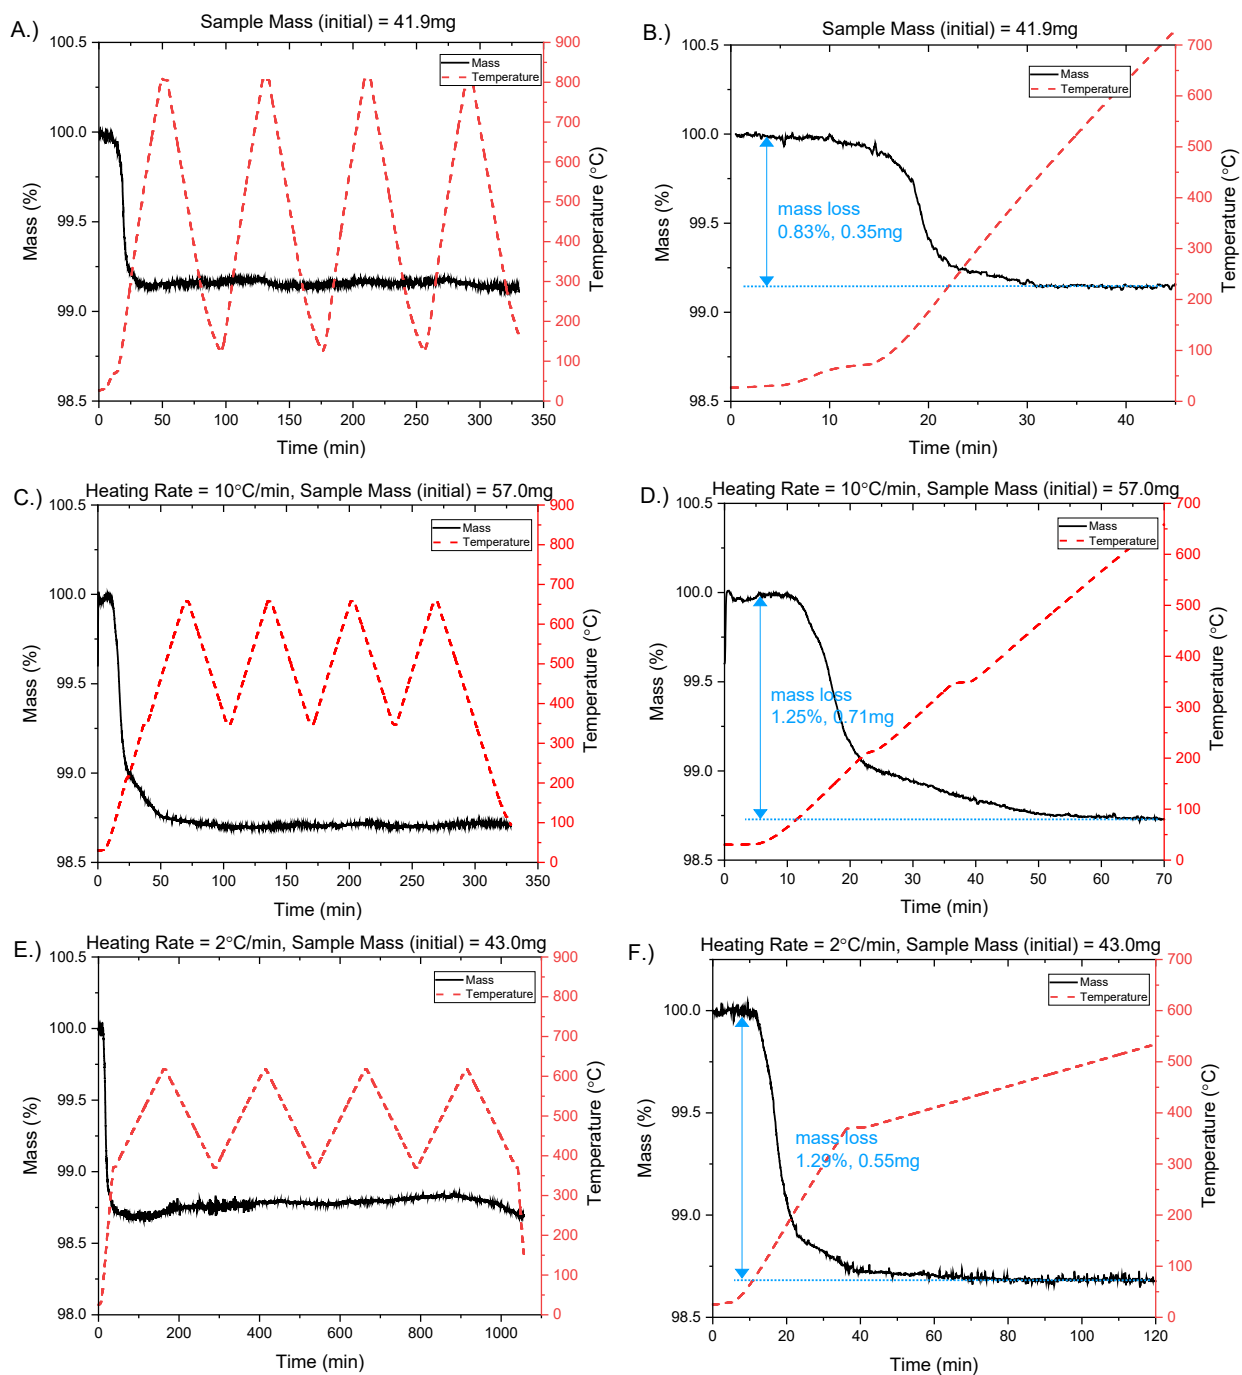 A.)
Sample Mass (initial) = 41.9mg
100.5
100.0
99.5
99.0
98.5
Mass (%)
Mass
Temperature
900
800
700
600
500
400
300
200
100
0
Temperature (°C)
0 50 100 150 200 250 300 350
Time (min)
B.)
Sample Mass (initial) = 41.9mg
100.5
100.0
99.5
99.0
98.5
Mass (%)
Mass
Temperature
mass loss
0.83%, 0.35mg
700
600
500
400
300
200
100
0
Temperature (°C)
0 10 20 30 40
Time (min)
C.)
Heating Rate = 10°C/min, Sample Mass (initial) = 57.0mg
100.5
100.0
99.5
99.0
98.5
Mass (%)
Mass
Temperature
900
800
700
600
500
400
300
200
100
0
Temperature (°C)
0 50 100 150 200 250 300 350
Time (min)
D.)
Heating Rate = 10°C/min, Sample Mass (initial) = 57.0mg
100.5
100.0
99.5
99.0
98.5
Mass (%)
Mass
Temperature
mass loss
1.25%, 0.71mg
700
600
500
400
300
200
100
0
Temperature (°C)
0 10 20 30 40 50 60 70
Time (min)
E.)
Heating Rate = 2°C/min, Sample Mass (initial) = 43.0mg
100.5
100.0
99.5
99.0
98.5
98.0
Mass (%)
Mass
Temperature
900
800
700
600
500
400
300
200
100
0
Temperature (°C)
0 200 400 600 800 1000
Time (min)
F.)
Heating Rate = 2°C/min, Sample Mass (initial) = 43.0mg
100.0
99.5
99.0
98.5
Mass (%)
Mass
Temperature
mass loss
1.29%, 0.55mg
700
600
500
400
300
200
100
0
Temperature (°C)
0 20 40 60 80 100 120
Time (min)